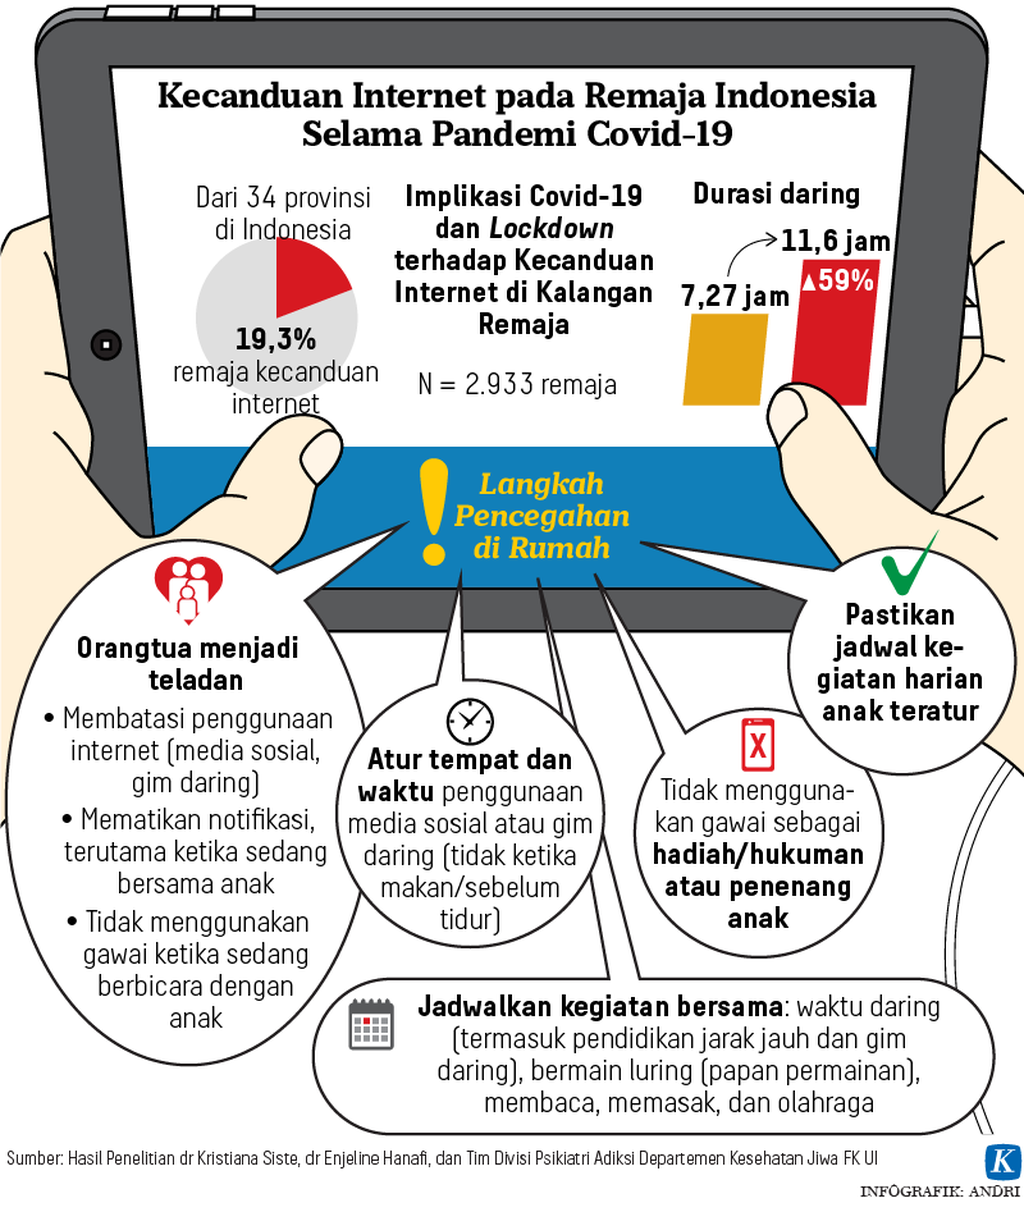 Kecanduan Internet pada Remaja Indonesia
Selama Pandemi Covid-19
Dari 34 provinsi
di Indonesia
19,3%
remaja kecanduan
internet
Implikasi Covid-19
dan Lockdown
terhadap Kecanduan
Internet di Kalangan
Remaja
N = 2.933 remaja
Durasi daring
11,6 jam
▲59%
7,27 jam
Langkah
Pencegahan
di Rumah
Orangtua menjadi
teladan
• Membatasi penggunaan
internet (media sosial,
gim daring)
• Mematikan notifikasi,
terutama ketika sedang
bersama anak
• Tidak menggunakan
gawai ketika sedang
berbicara dengan
anak
Atur tempat dan
waktu penggunaan
media sosial atau gim
daring (tidak ketika
makan/sebelum
tidur)
Jadwalkan kegiatan bersama: waktu daring
(termasuk pendidikan jarak jauh dan gim
daring), bermain luring (papan permainan),
membaca, memasak, dan olahraga
X
Tidak mengguna-
kan gawai sebagai
hadiah/hukuman
atau penenang
anak
Pastikan
jadwal ke-
giatan harian
anak teratur
Sumber: Hasil Penelitian dr Kristiana Siste, dr Enjeline Hanafi, dan Tim Divisi Psikiatri Adiksi Departemen Kesehatan Jiwa FK UI
K
INFOGRAFIK: ANDRI